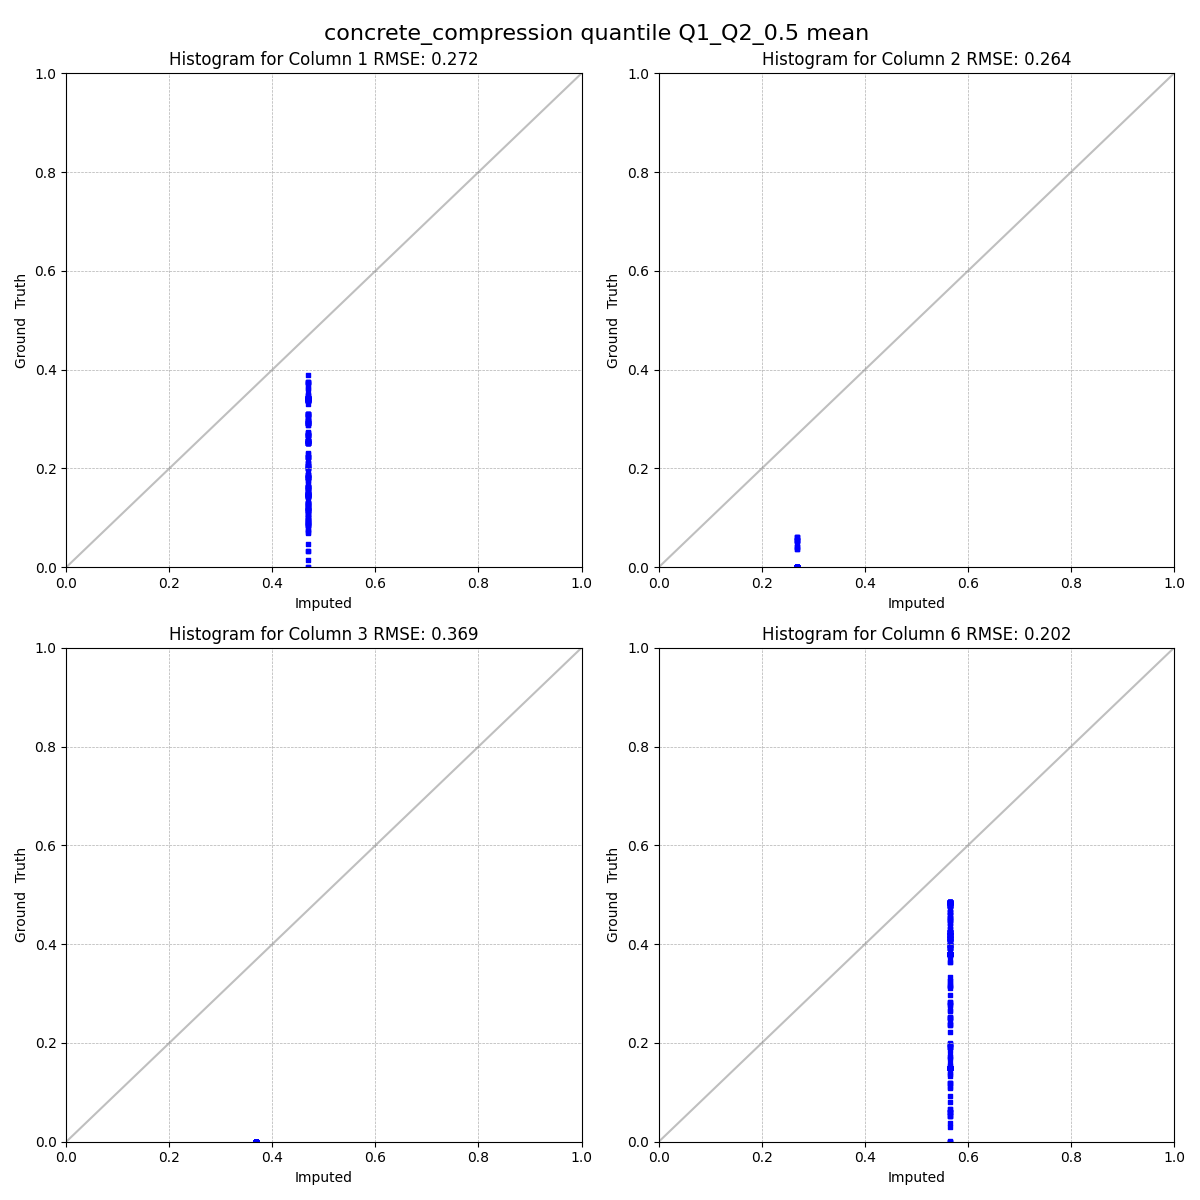 concrete_compression quantile Q1_Q2_0.5 mean
Histogram for Column 1 RMSE: 0.272
1.0
0.8
0.6
0.4
0.2
0.0
Ground Truth
0.0 0.2 0.4 0.6 0.8 1.0
Imputed
Histogram for Column 2 RMSE: 0.264
1.0
0.8
0.6
0.4
0.2
0.0
Ground Truth
0.0 0.2 0.4 0.6 0.8 1.0
Imputed
Histogram for Column 3 RMSE: 0.369
1.0
0.8
0.6
0.4
0.2
0.0
Ground Truth
0.0 0.2 0.4 0.6 0.8 1.0
Imputed
Histogram for Column 6 RMSE: 0.202
1.0
0.8
0.6
0.4
0.2
0.0
Ground Truth
0.0 0.2 0.4 0.6 0.8 1.0
Imputed